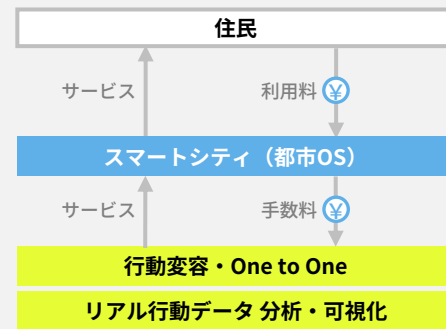 住民
サービス 利用料 ¥
スマートシティ（都市OS）
サービス 手数料 ¥
行動変容・One to One
リアル行動データ 分析・可視化